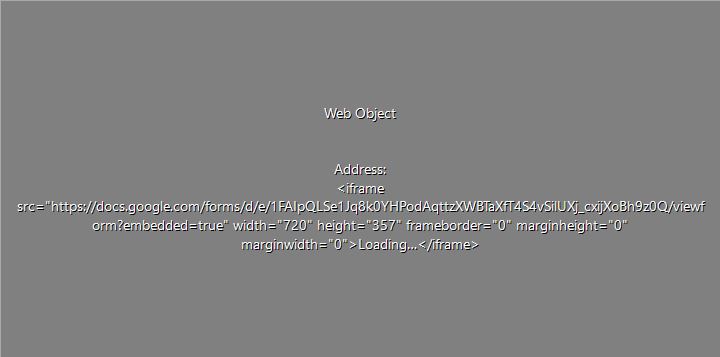 Web Object
Address:
<iframe
src="https://docs.google.com/forms/d/e/1FAIpQLSe1Jq8k0YHPodAqttzXWBTaXfT4S4vSilUXj_cxijXoBh9z0Q/viewf
orm?embedded=true" width="720" height="357" frameborder="0" marginheight="0"
marginwidth="0">Loading...</iframe>